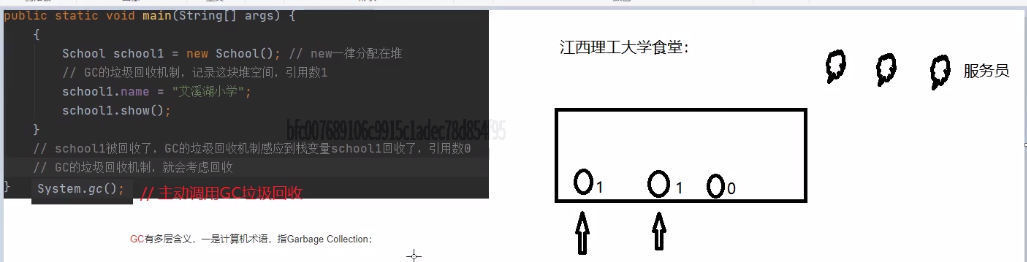 public static void main(String[] args) {
{
School school1 = new School(); // new一律分配在堆
// GC的垃圾回收机制，记录这块堆空间，引用数1
school1.name = "艾溪湖小学";
school1.show();
}
// school1被回收了，GC的垃圾回收机制感应到栈变量school1回收了，引用数0
// GC的垃圾回收机制，就会考虑回收
} System.gc(); // 主动调用GC垃圾回收
GC有多层含义，一是计算机术语，指Garbage Collection；
江西理工大学食堂：
服务员
1 1 0